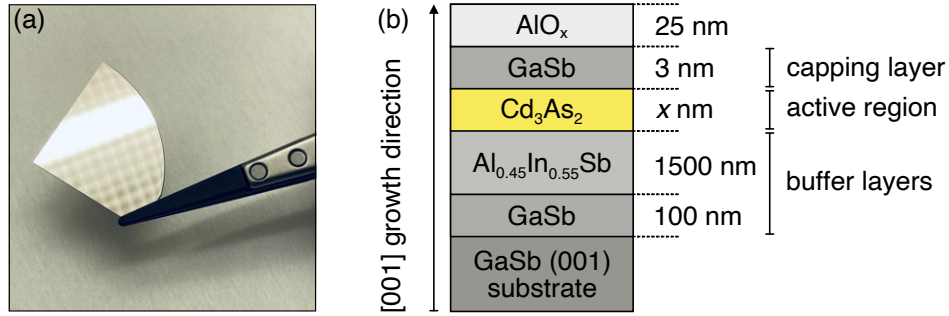 (a)
(b)
[001] growth direction
AlOₓ 25 nm
GaSb 3 nm capping layer
Cd₃As₂ x nm active region
Al₀.₄₅In₀.₅₅Sb 1500 nm
buffer layers
GaSb 100 nm
GaSb (001)
substrate